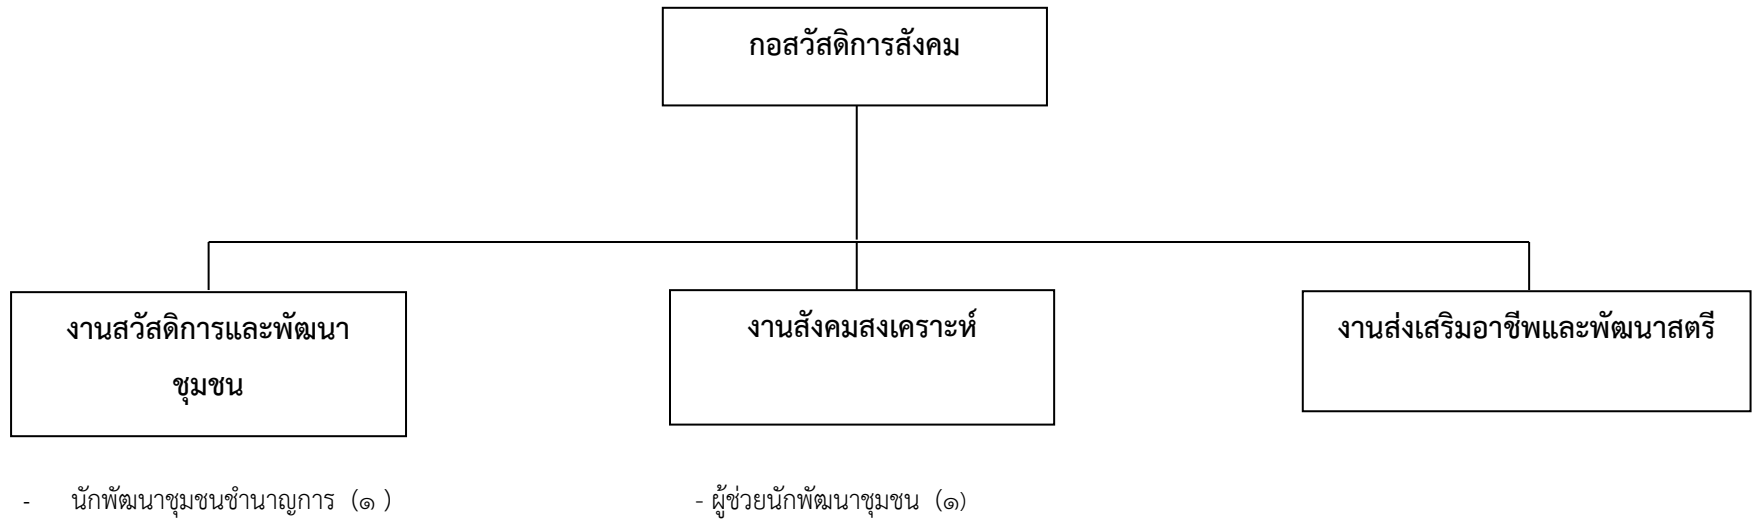 กอสวัสดิการสังคม
งานสวัสดิการและพัฒนา
ชุมชน
งานสังคมสงเคราะห์
งานส่งเสริมอาชีพและพัฒนาสตรี
- นักพัฒนาชุมชนชำนาญการ (๑ )
- ผู้ช่วยนักพัฒนาชุมชน (๑)